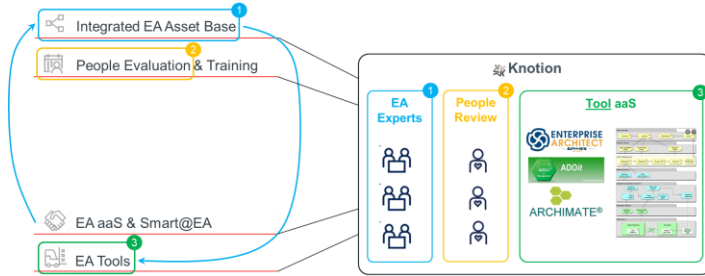 1
Integrated EA Asset Base
2
People Evaluation & Training
EA aaS & Smart@EA
3
EA Tools
Knotion
1
EA
Experts
2
People
Review
3
Tool aaS
ENTERPRISE
ARCHITECT
ADOit
ARCHIMATE®